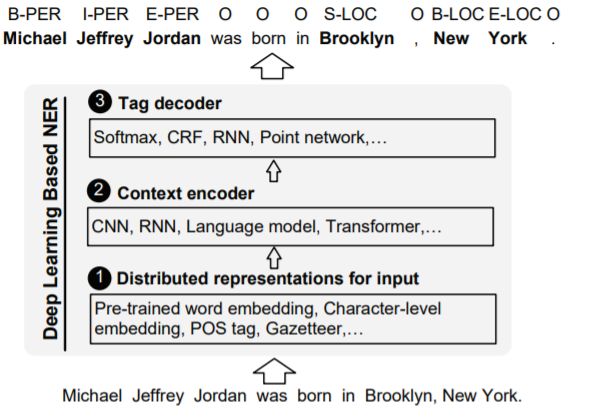 B-PER I-PER E-PER O O O S-LOC O B-LOC E-LOC O
Michael Jeffrey Jordan was born in Brooklyn , New York .
Deep Learning Based NER
3 Tag decoder
Softmax, CRF, RNN, Point network,...
2 Context encoder
CNN, RNN, Language model, Transformer,...
1 Distributed representations for input
Pre-trained word embedding, Character-level
embedding, POS tag, Gazetteer,...
Michael Jeffrey Jordan was born in Brooklyn, New York.